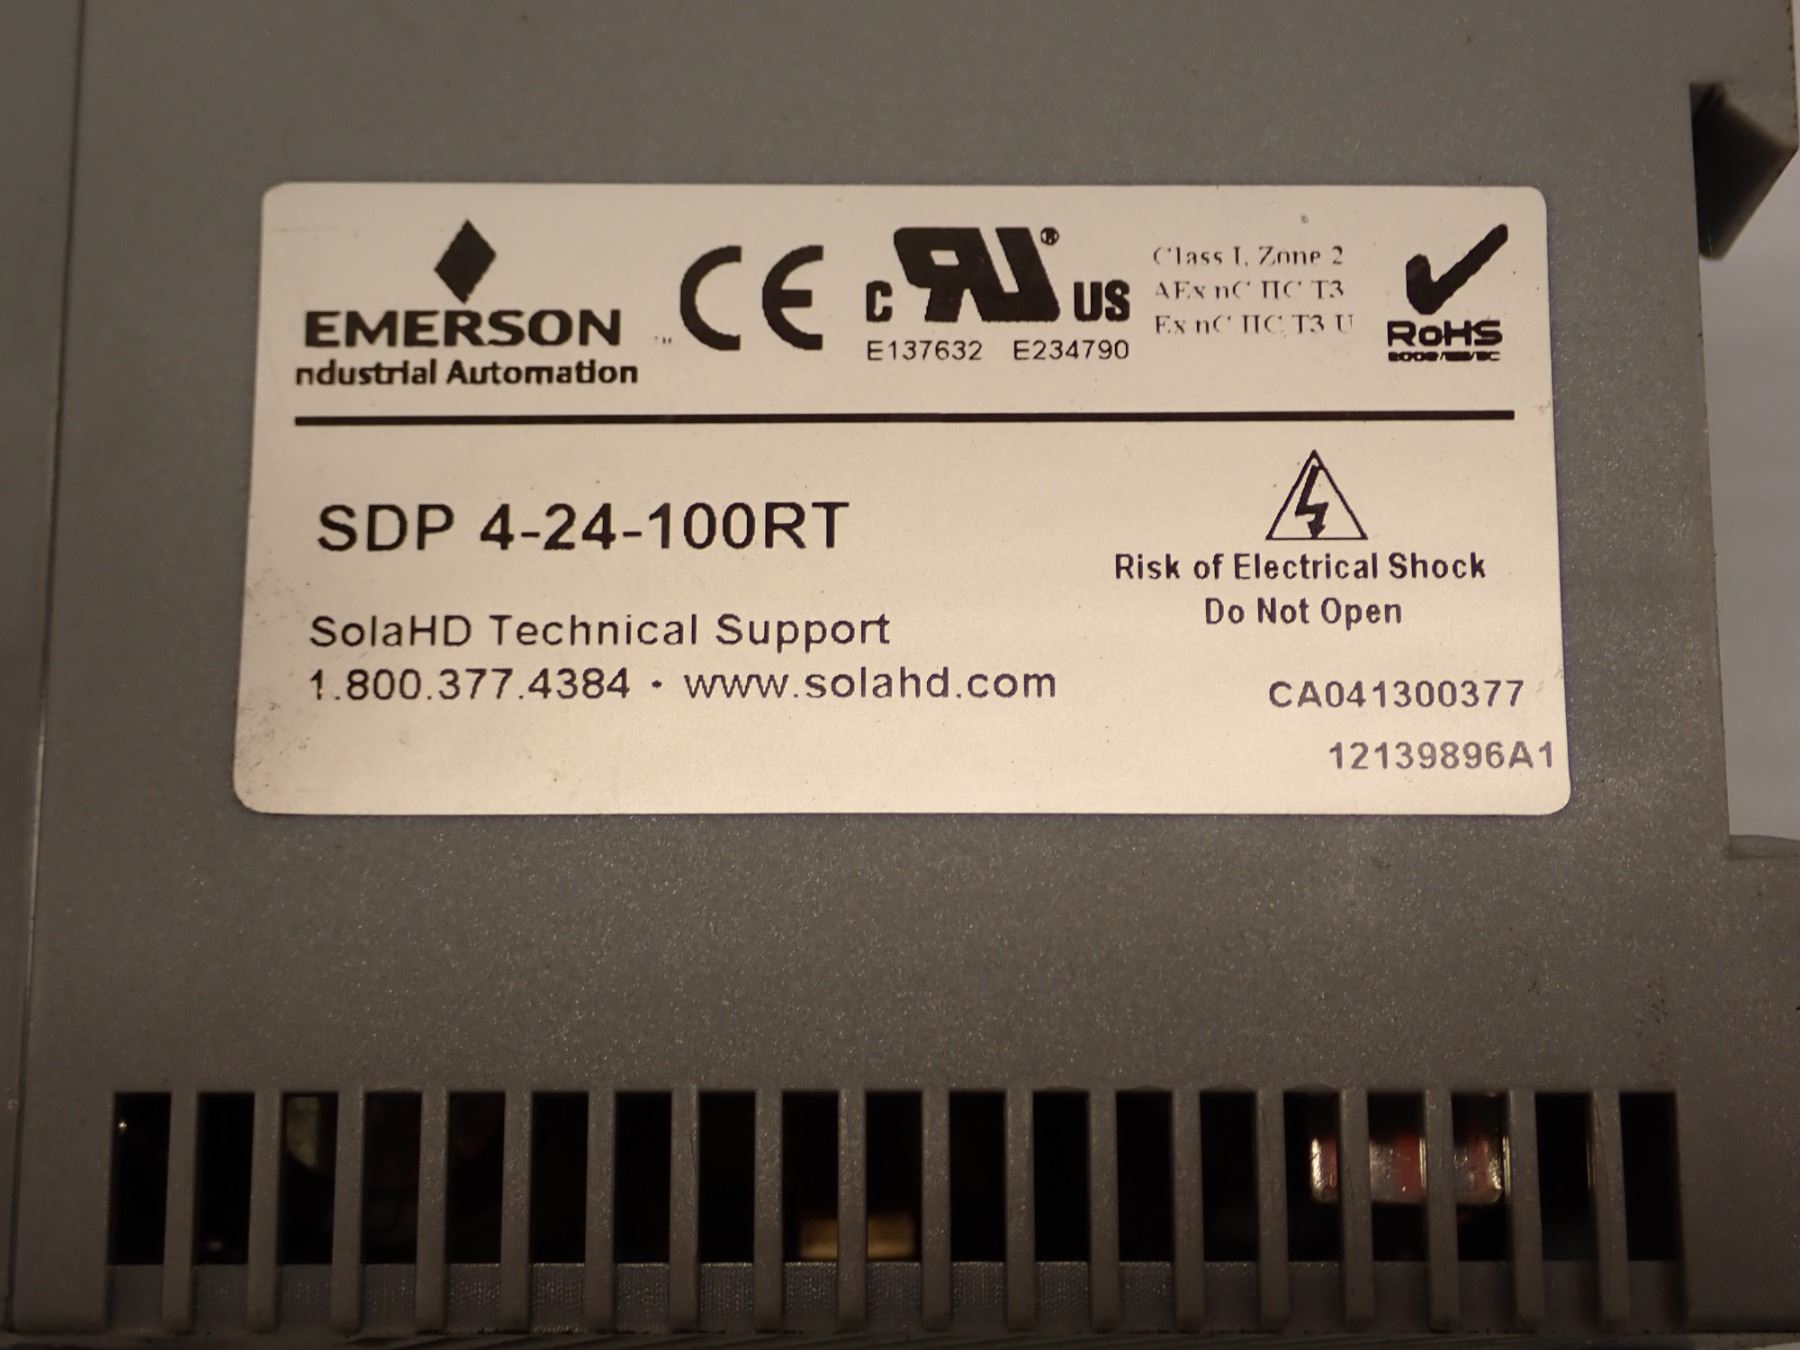 EMERSON
ndustrial Automation
CE
C RU® US
E137632 E234790
Class I, Zone 2
AEx nC IIC T3
Ex nC IIC T3 U
RoHS
SDP 4-24-100RT
Risk of Electrical Shock
Do Not Open
SolaHD Technical Support
1.800.377.4384 · www.solahd.com
CA041300377
12139896A1